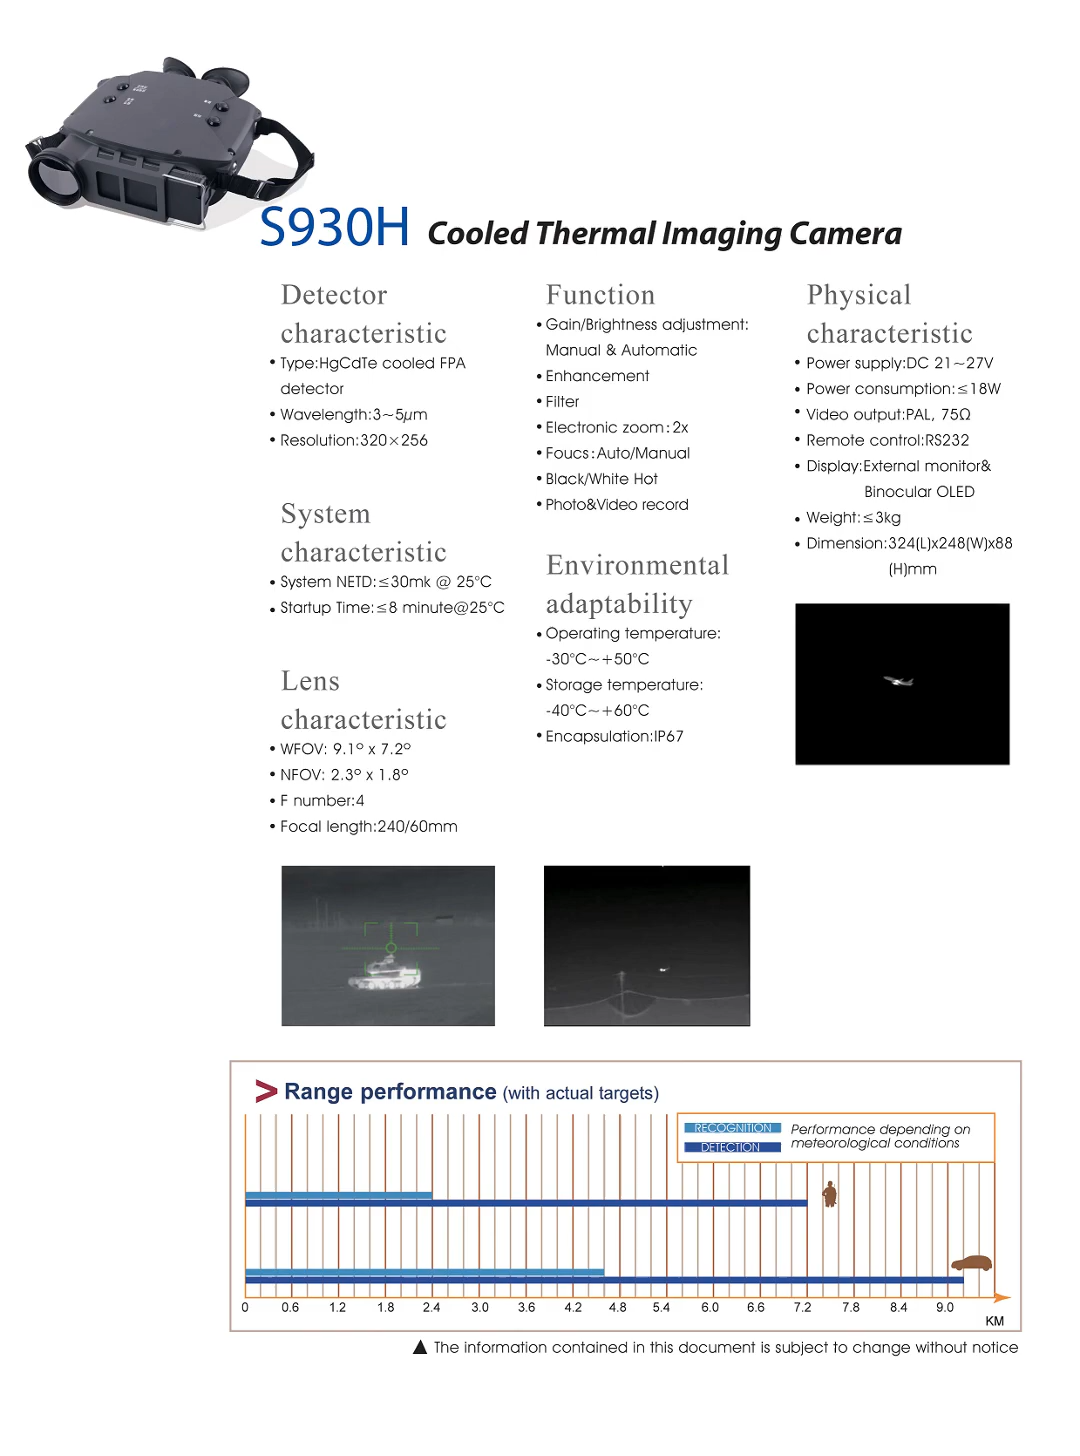 S930H Cooled Thermal Imaging Camera
Detector
characteristic
• Type:HgCdTe cooled FPA
detector
• Wavelength:3~5μm
• Resolution:320×256
System
characteristic
• System NETD:≤30mk @ 25°C
• Startup Time:≤8 minute@25°C
Lens
characteristic
• WFOV: 9.1° x 7.2°
• NFOV: 2.3° x 1.8°
• F number:4
• Focal length:240/60mm
Function
• Gain/Brightness adjustment:
Manual & Automatic
• Enhancement
• Filter
• Electronic zoom:2x
• Foucs:Auto/Manual
• Black/White Hot
• Photo&Video record
Environmental
adaptability
• Operating temperature:
-30°C~+50°C
• Storage temperature:
-40°C~+60°C
• Encapsulation:IP67
Physical
characteristic
• Power supply:DC 21~27V
• Power consumption:≤18W
• Video output:PAL, 75Ω
• Remote control:RS232
• Display:External monitor&
Binocular OLED
• Weight:≤3kg
• Dimension:324(L)x248(W)x88
(H)mm
> Range performance (with actual targets)
RECOGNITION
DETECTION
Performance depending on
meteorological conditions
0 0.6 1.2 1.8 2.4 3.0 3.6 4.2 4.8 5.4 6.0 6.6 7.2 7.8 8.4 9.0
KM
▲ The information contained in this document is subject to change without notice